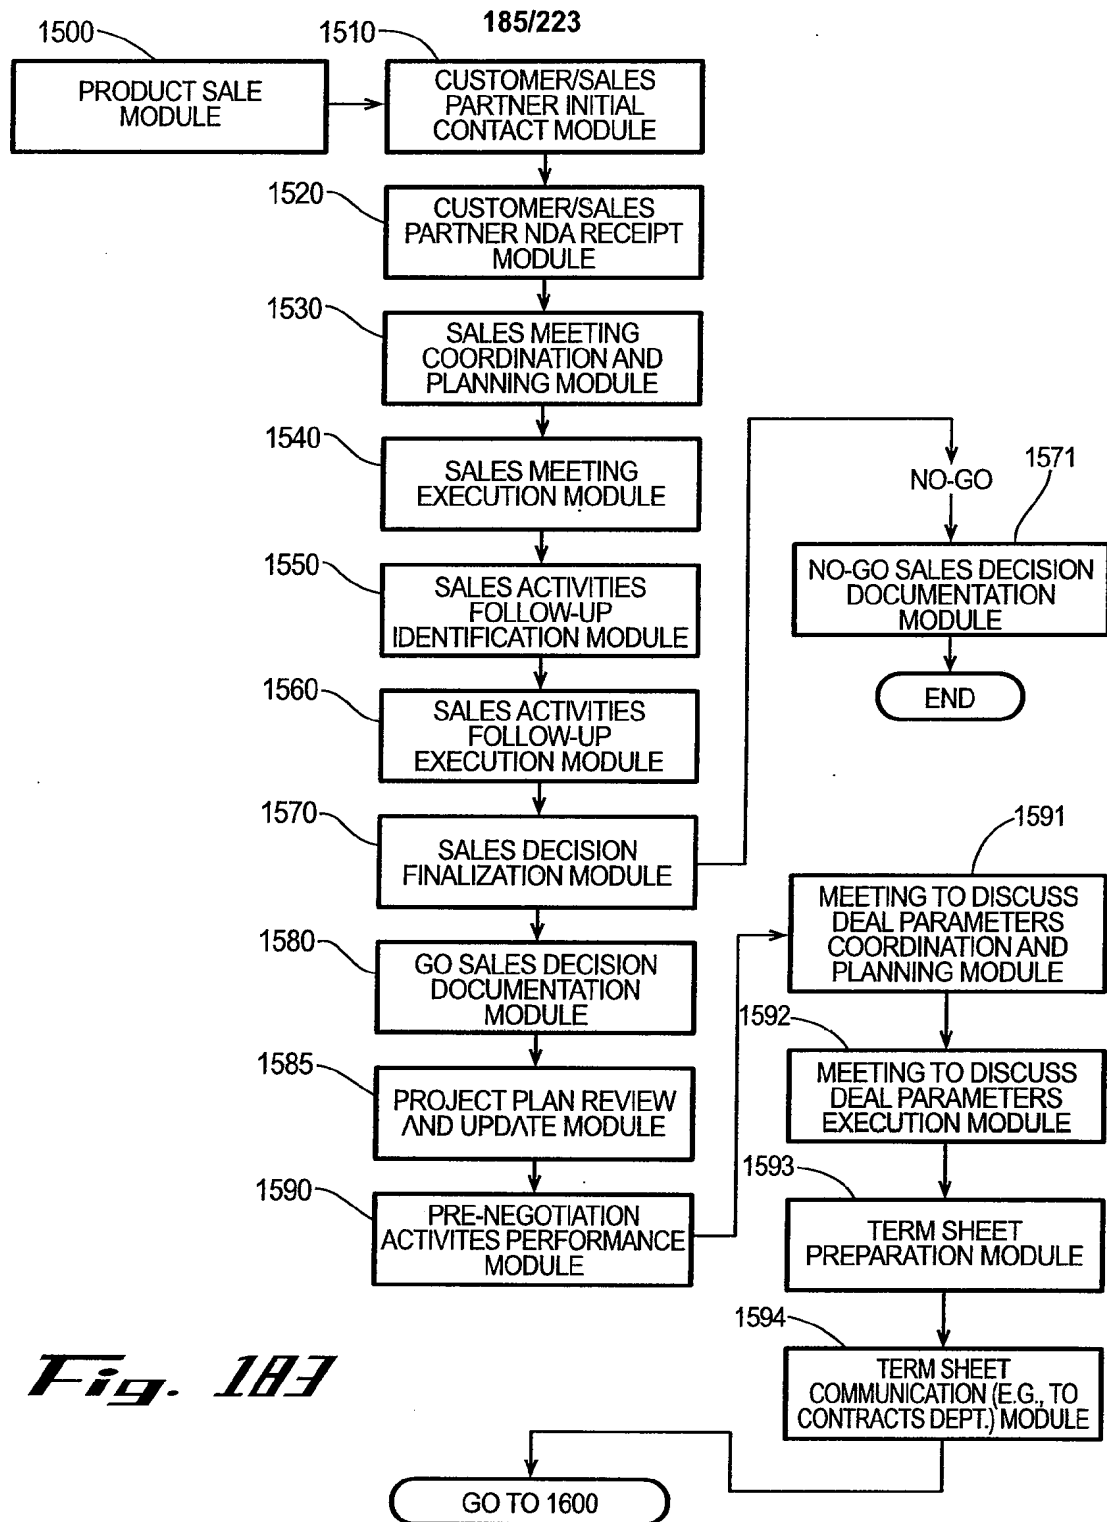 185/223
1500
PRODUCT SALE
MODULE
1510
CUSTOMER/SALES
PARTNER INITIAL
CONTACT MODULE
1520
CUSTOMER/SALES
PARTNER NDA RECEIPT
MODULE
1530
SALES MEETING
COORDINATION AND
PLANNING MODULE
1540
SALES MEETING
EXECUTION MODULE
1550
SALES ACTIVITIES
FOLLOW-UP
IDENTIFICATION MODULE
1560
SALES ACTIVITIES
FOLLOW-UP
EXECUTION MODULE
1570
SALES DECISION
FINALIZATION MODULE
NO-GO
1571
NO-GO SALES DECISION
DOCUMENTATION
MODULE
END
1580
GO SALES DECISION
DOCUMENTATION
MODULE
1585
PROJECT PLAN REVIEW
AND UPDATE MODULE
1590
PRE-NEGOTIATION
ACTIVITES PERFORMANCE
MODULE
1591
MEETING TO DISCUSS
DEAL PARAMETERS
COORDINATION AND
PLANNING MODULE
1592
MEETING TO DISCUSS
DEAL PARAMETERS
EXECUTION MODULE
1593
TERM SHEET
PREPARATION MODULE
1594
TERM SHEET
COMMUNICATION (E.G., TO
CONTRACTS DEPT.) MODULE
GO TO 1600
Fig. 183